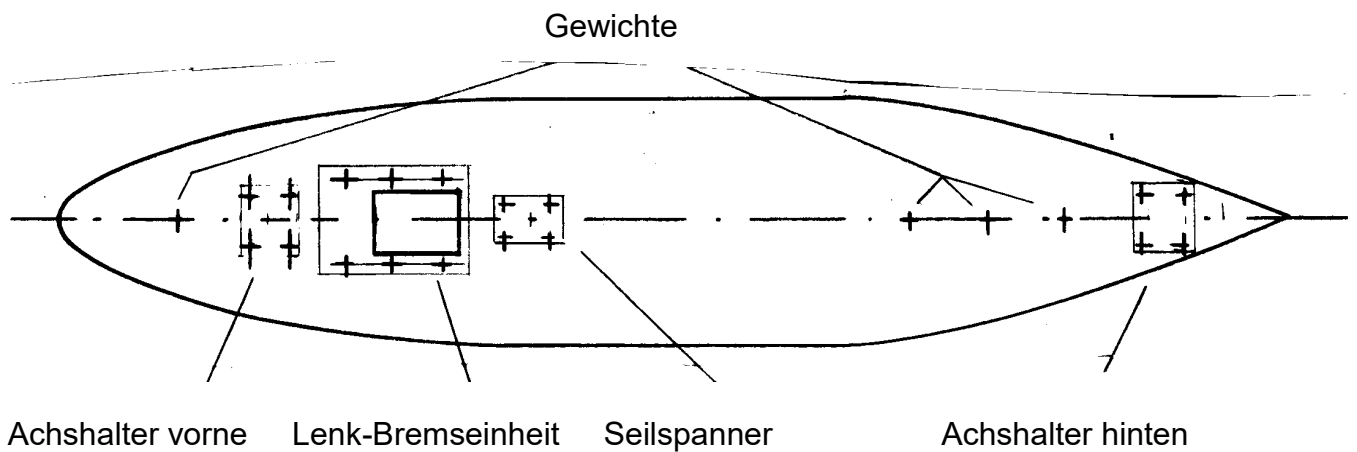 Gewichte
Achshalter vorne
Lenk-Bremseinheit
Seilspanner
Achshalter hinten